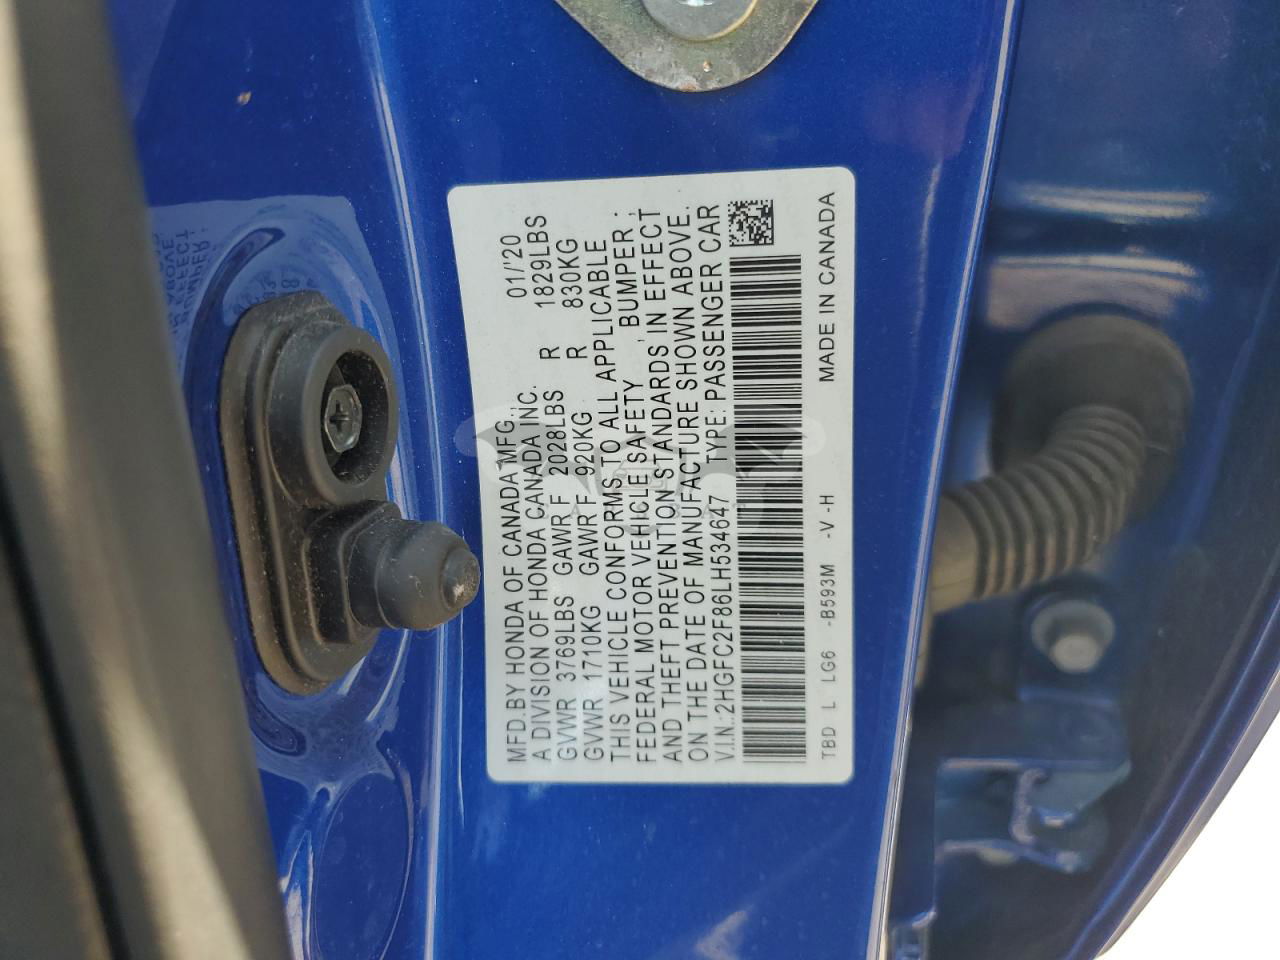 MFD.BY HONDA OF CANADA MFG., 01/'20
A DIVISION OF HONDA CANADA INC.
GVWR 3769LBS GAWR F 2028LBS R 1829LBS
GVWR 1710KG GAWR F 920KG R 830KG
THIS VEHICLE CONFORMS TO ALL APPLICABLE
FEDERAL MOTOR VEHICLE SAFETY , BUMPER ,
AND THEFT PREVENTION STANDARDS IN EFFECT
ON THE DATE OF MANUFACTURE SHOWN ABOVE.
V.I.N.:2HGFC2F86LH534647 TYPE: PASSENGER CAR
TBD L LG6 -B593M -V -H MADE IN CANADA